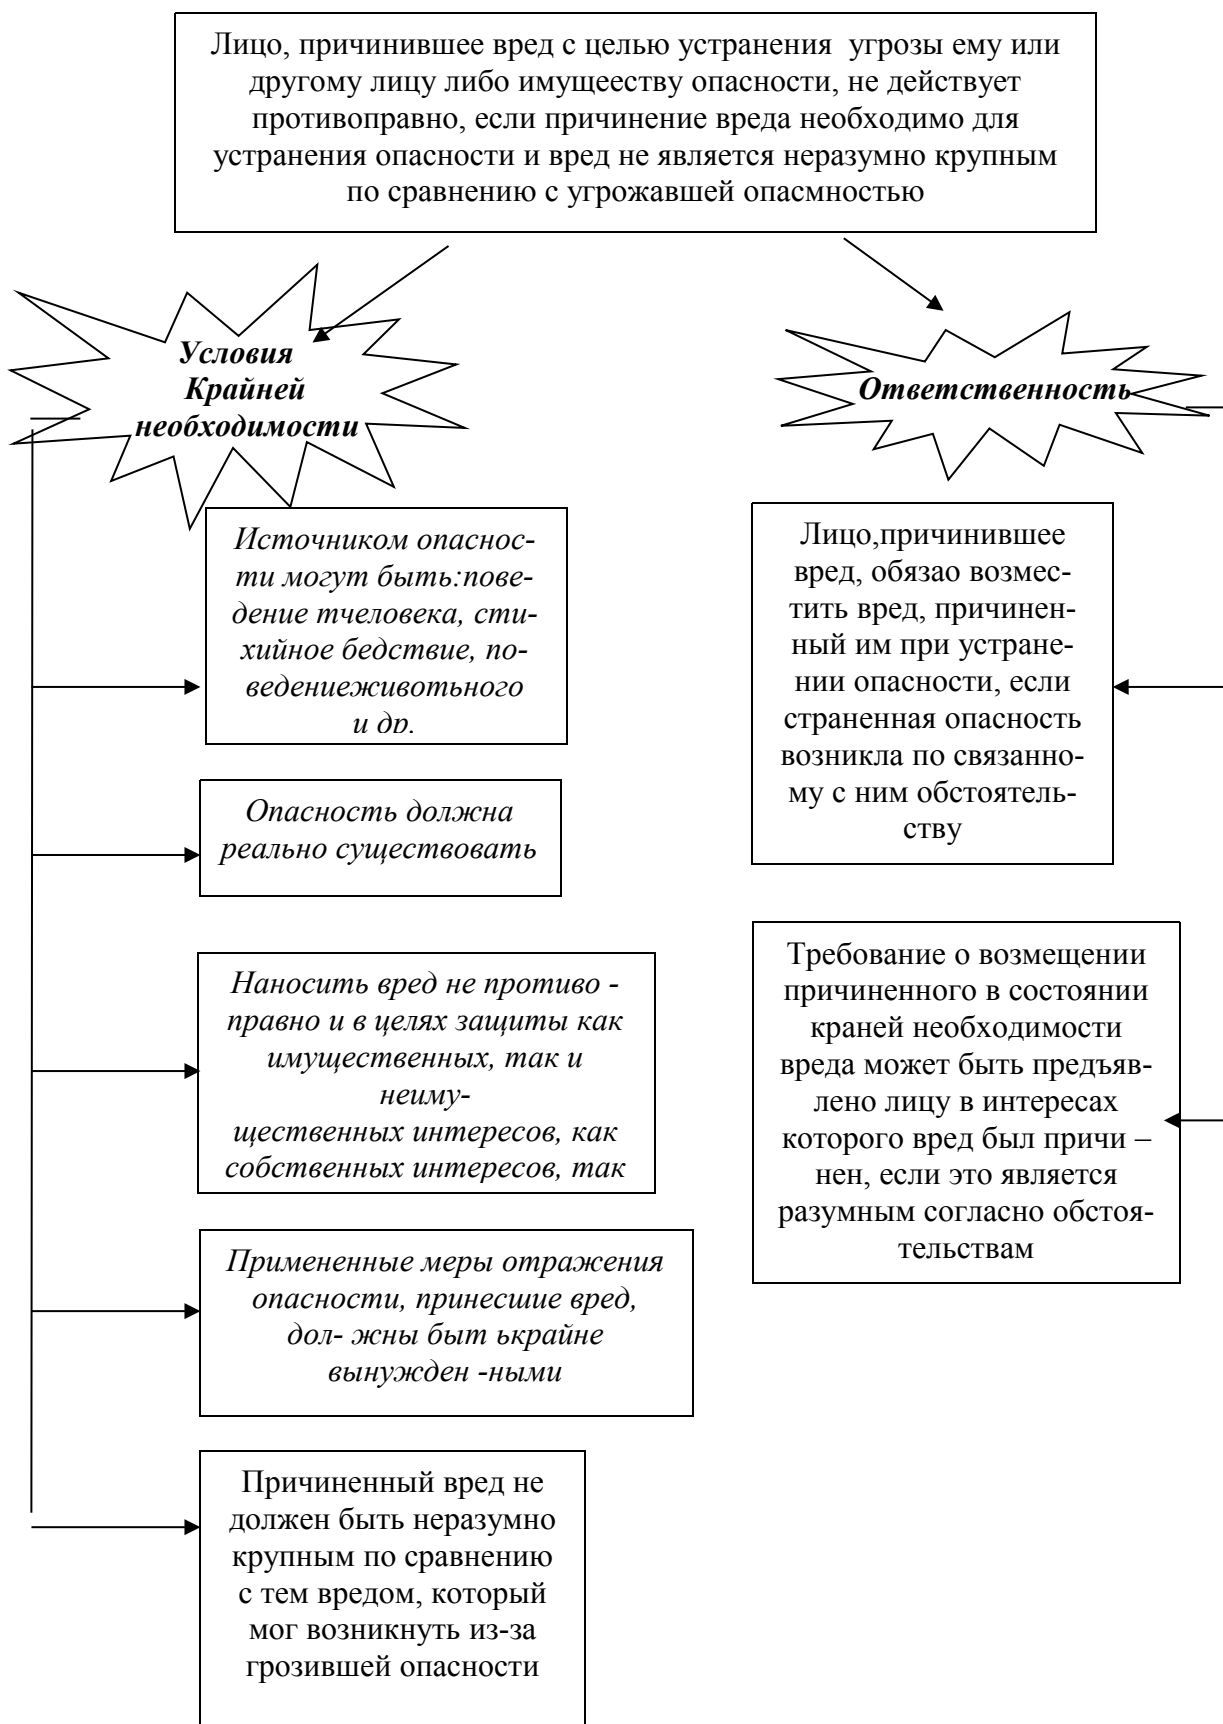 Лицо, причинившее вред с целью устранения угрозы ему или
другому лицу либо имущееству опасности, не действует
противоправно, если причинение вреда необходимо для
устранения опасности и вред не является неразумно крупным
по сравнению с угрожавшей опасмностью
Условия
Крайней
необходимости
Источником опаснос-
ти могут быть:пове-
дение тчеловека, сти-
хийное бедствие, по-
ведениеживотьного
и др.
Опасность должна
реально существовать
Наносить вред не противо -
правно и в целях защиты как
имущественных, так и
неиму-
щественных интересов, как
собственных интересов, так
Примененные меры отражения
опасности, принесшие вред,
дол- жны быт ькрайне
вынужден -ными
Причиненный вред не
должен быть неразумно
крупным по сравнению
с тем вредом, который
мог возникнуть из-за
грозившей опасности
Ответственность
Лицо,причинившее
вред, обязао возмес-
тить вред, причинен-
ный им при устране-
нии опасности, если
страненная опасность
возникла по связанно-
му с ним обстоятель-
ству
Требование о возмещении
причиненного в состоянии
краней необходимости
вреда может быть предъяв-
лено лицу в интересах
которого вред был причи –
нен, если это является
разумным согласно обстоя-
тельствам